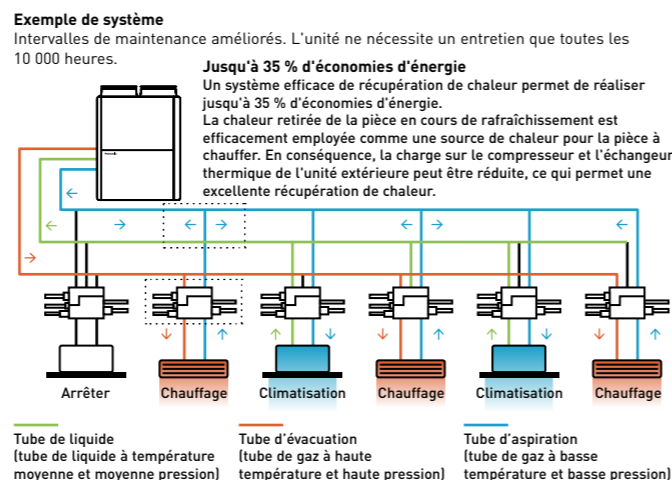 Exemple de système
Intervalles de maintenance améliorés. L'unité ne nécessite un entretien que toutes les
10 000 heures.
Jusqu'à 35 % d'économies d'énergie
Un système efficace de récupération de chaleur permet de réaliser
jusqu'à 35 % d'économies d'énergie.
La chaleur retirée de la pièce en cours de rafraîchissement est
efficacement employée comme une source de chaleur pour la pièce à
chauffer. En conséquence, la charge sur le compresseur et l'échangeur
thermique de l'unité extérieure peut être réduite, ce qui permet une
excellente récupération de chaleur.
Arrêter
Chauffage
Climatisation
Chauffage
Climatisation
Chauffage
Tube de liquide
(tube de liquide à température
moyenne et moyenne pression)
Tube d'évacuation
(tube de gaz à haute
température et haute pression)
Tube d'aspiration
(tube de gaz à basse
température et basse pression)